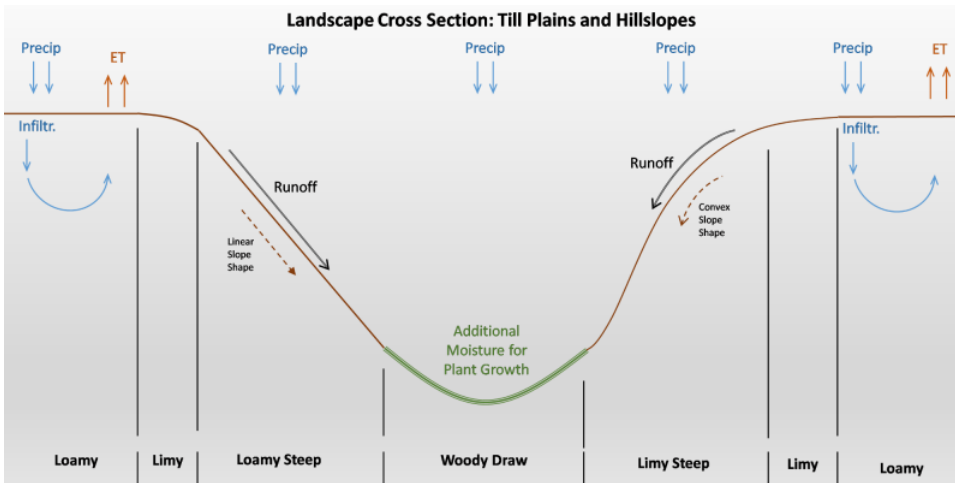 Landscape Cross Section: Till Plains and Hillslopes
Precip
ET
Precip
Precip
Precip
Precip
ET
Infiltr.
Infiltr.
Runoff
Runoff
Linear
Slope
Shape
Convex
Slope
Shape
Additional
Moisture for
Plant Growth
Loamy
Limy
Loamy Steep
Woody Draw
Limy Steep
Limy
Loamy